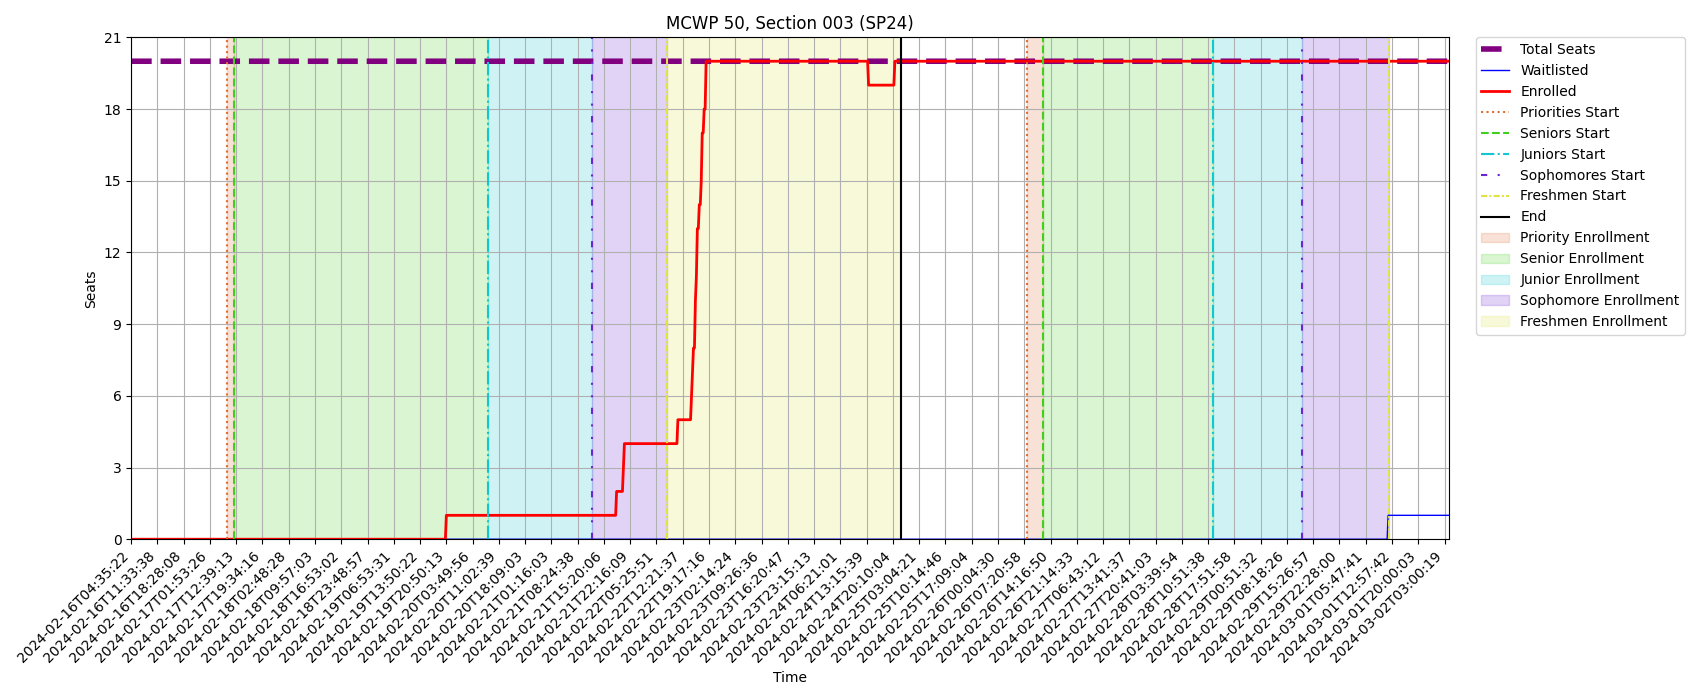 MCWP 50, Section 003 (SP24)
21
18
15
12
9
6
3
0
Seats
2024-02-16T04:35:22
2024-02-16T11:33:38
2024-02-16T18:28:08
2024-02-17T01:53:26
2024-02-17T12:39:13
2024-02-17T19:34:16
2024-02-18T02:48:28
2024-02-18T09:57:03
2024-02-18T16:53:02
2024-02-18T23:48:57
2024-02-19T06:53:31
2024-02-19T13:50:22
2024-02-19T20:50:13
2024-02-20T03:49:56
2024-02-20T11:02:39
2024-02-20T18:09:03
2024-02-21T01:16:03
2024-02-21T08:24:38
2024-02-21T15:20:06
2024-02-21T22:16:09
2024-02-22T05:25:51
2024-02-22T12:21:37
2024-02-22T19:17:16
2024-02-23T02:14:24
2024-02-23T09:26:36
2024-02-23T16:20:47
2024-02-23T23:15:13
2024-02-24T06:21:01
2024-02-24T13:15:39
2024-02-24T20:10:04
2024-02-25T03:04:21
2024-02-25T10:14:46
2024-02-25T17:09:04
2024-02-26T00:04:30
2024-02-26T07:20:58
2024-02-26T14:16:50
2024-02-26T21:14:33
2024-02-27T06:43:12
2024-02-27T13:41:37
2024-02-27T20:41:03
2024-02-28T03:39:54
2024-02-28T10:51:38
2024-02-28T17:51:58
2024-02-29T00:51:32
2024-02-29T08:18:26
2024-02-29T15:26:57
2024-02-29T22:28:00
2024-03-01T05:47:41
2024-03-01T12:57:42
2024-03-01T20:00:03
2024-03-02T03:00:19
Time
Total Seats
Waitlisted
Enrolled
Priorities Start
Seniors Start
Juniors Start
Sophomores Start
Freshmen Start
End
Priority Enrollment
Senior Enrollment
Junior Enrollment
Sophomore Enrollment
Freshmen Enrollment